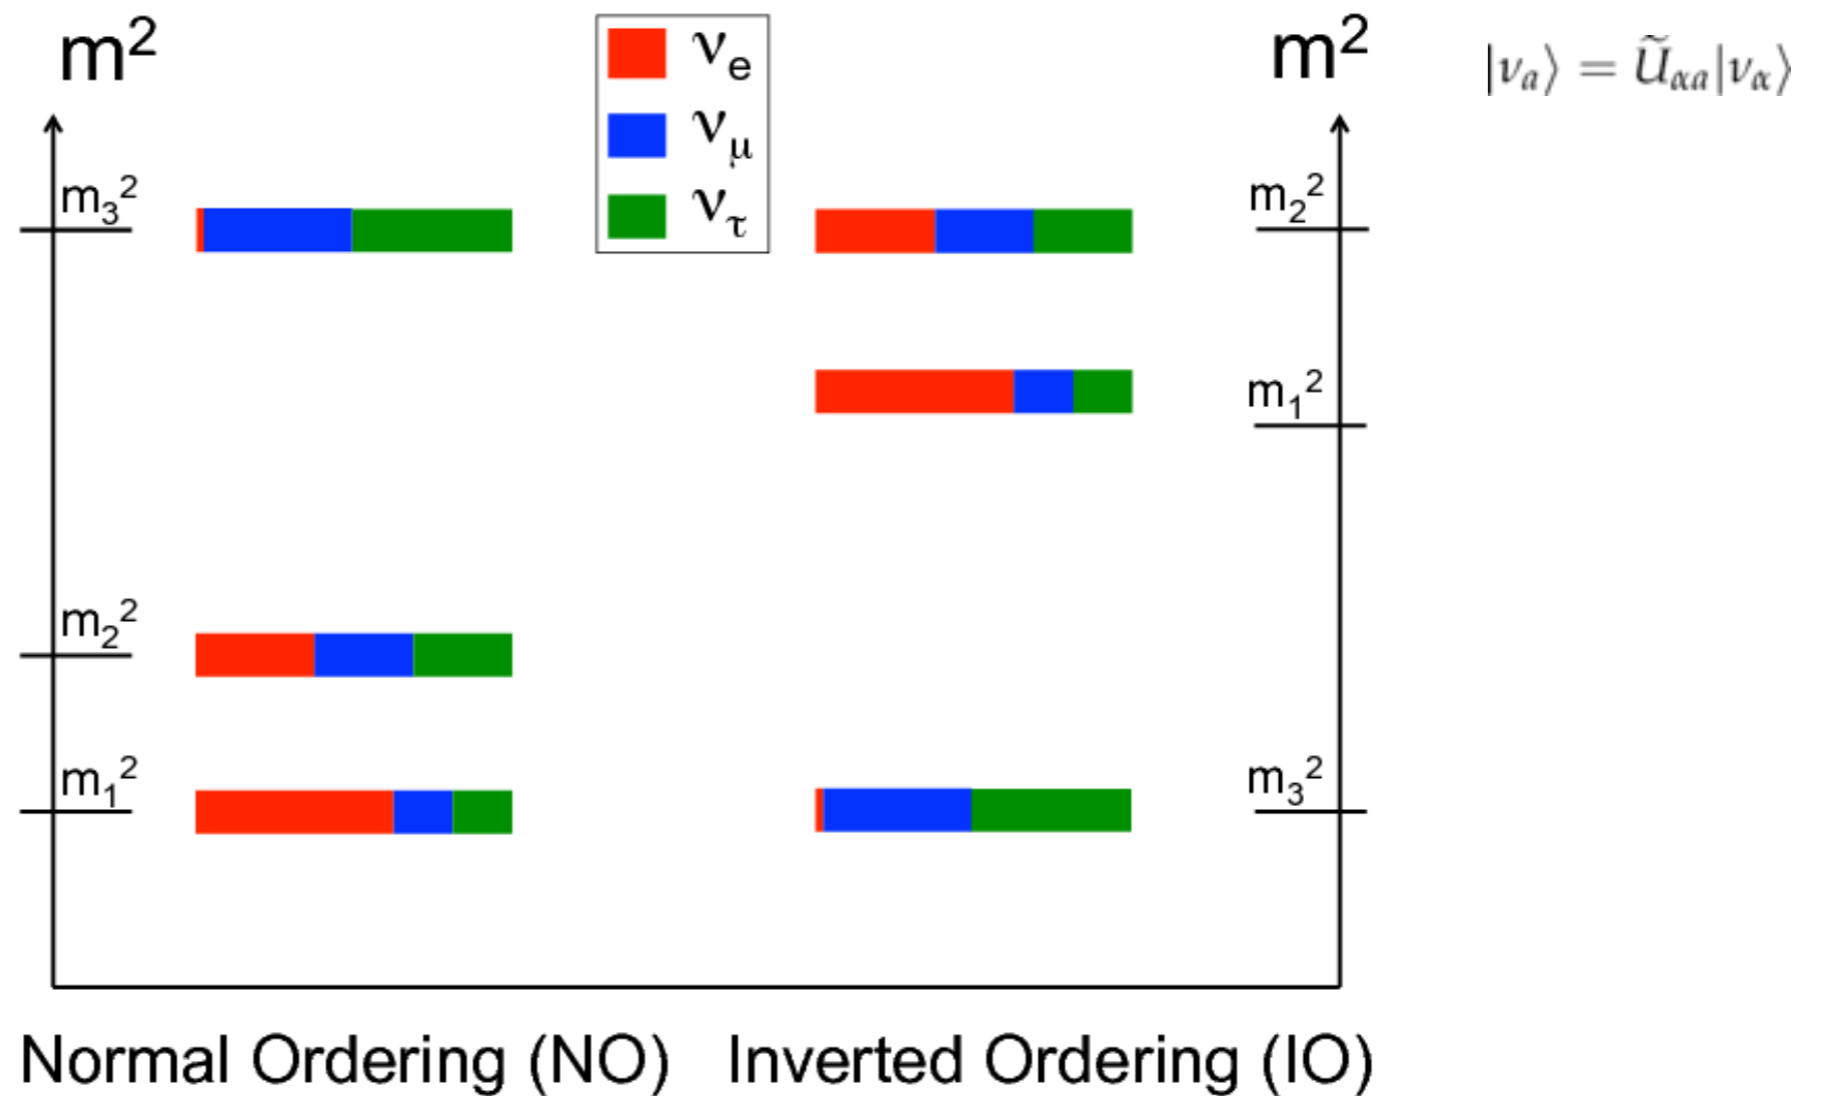 m²
ν_e
ν_μ
ν_τ
m²
|ν_a⟩ = Ũ_αa|ν_α⟩
m₃²
m₂²
m₂²
m₁²
m₁²
m₃²
Normal Ordering (NO)
Inverted Ordering (IO)